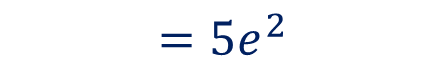 = 5e²